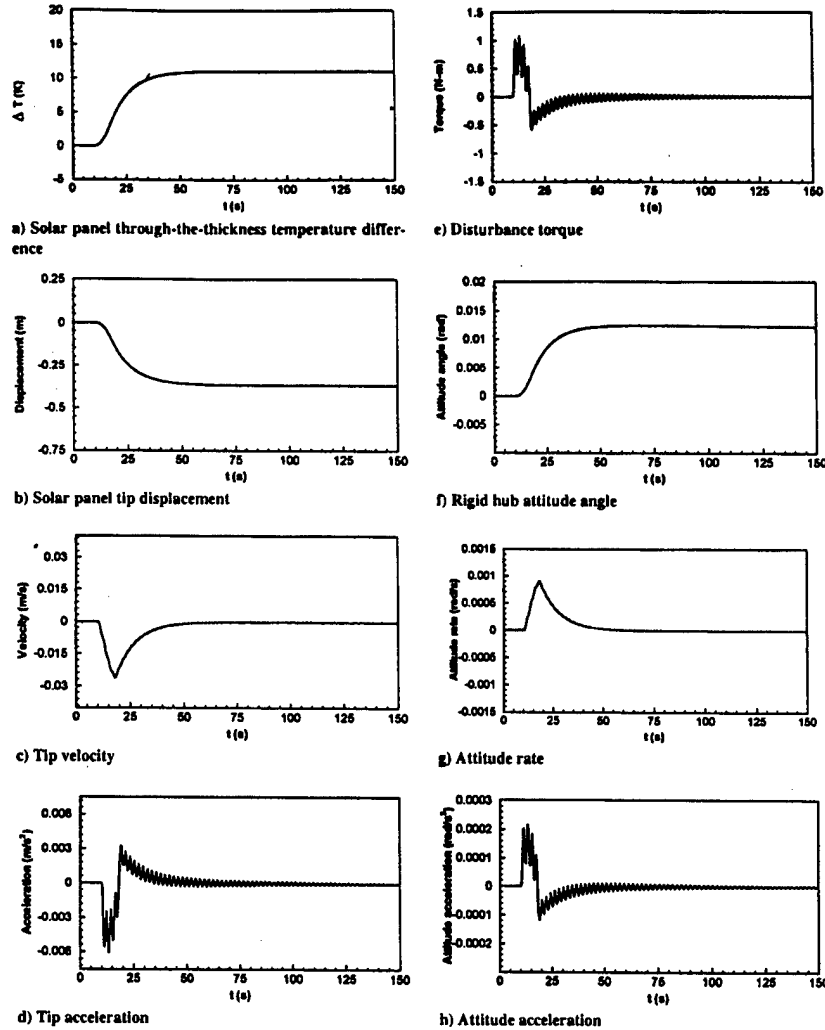 20
15
10
5
0
-5
Δ T (K)
0 25 50 75 100 125 150
t (s)
a) Solar panel through-the-thickness temperature differ-
ence
0.25
0
-0.25
-0.5
-0.75
Displacement (m)
0 25 50 75 100 125 150
t (s)
b) Solar panel tip displacement
0.03
0.015
0
-0.015
-0.03
Velocity (m/s)
0 25 50 75 100 125 150
t (s)
c) Tip velocity
0.006
0.003
0
-0.003
-0.006
Acceleration (m/s²)
0 25 50 75 100 125 150
t (s)
d) Tip acceleration
1.5
1
0.5
0
-0.5
-1
-1.5
Torque (N-m)
0 25 50 75 100 125 150
t (s)
e) Disturbance torque
0.02
0.015
0.01
0.005
0
-0.005
Attitude angle (rad)
0 25 50 75 100 125 150
t (s)
f) Rigid hub attitude angle
0.0015
0.001
0.0005
0
-0.0005
-0.001
-0.0015
Attitude rate (rad/s)
0 25 50 75 100 125 150
t (s)
g) Attitude rate
0.0003
0.0002
0.0001
0
-0.0001
-0.0002
Attitude acceleration (rad/s²)
0 25 50 75 100 125 150
t (s)
h) Attitude acceleration